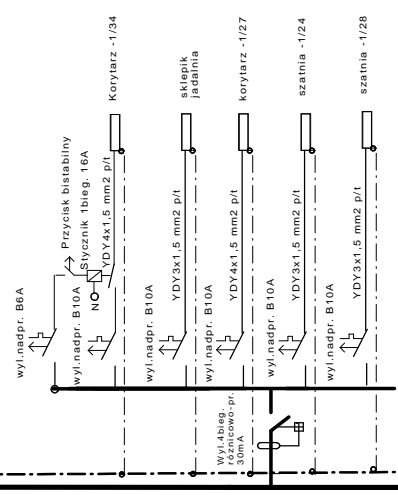 Korytarz -1/34
sklepik
jadalnia
korytarz -1/27
szatnia -1/24
szatnia -1/28
Przycisk bistabilny
Stycznik 1bieg. 16A
YDY4x1,5 mm2 p/t
YDY3x1,5 mm2 p/t
YDY4x1,5 mm2 p/t
YDY3x1,5 mm2 p/t
YDY3x1,5 mm2 p/t
N
wyl.nadpr. B6A
wyl.nadpr. B10A
wyl.nadpr. B10A
wyl.nadpr. B10A
wyl.nadpr. B10A
wyl.nadpr. B10A
Wyl.4bieg.
róznicowo-pr.
30mA